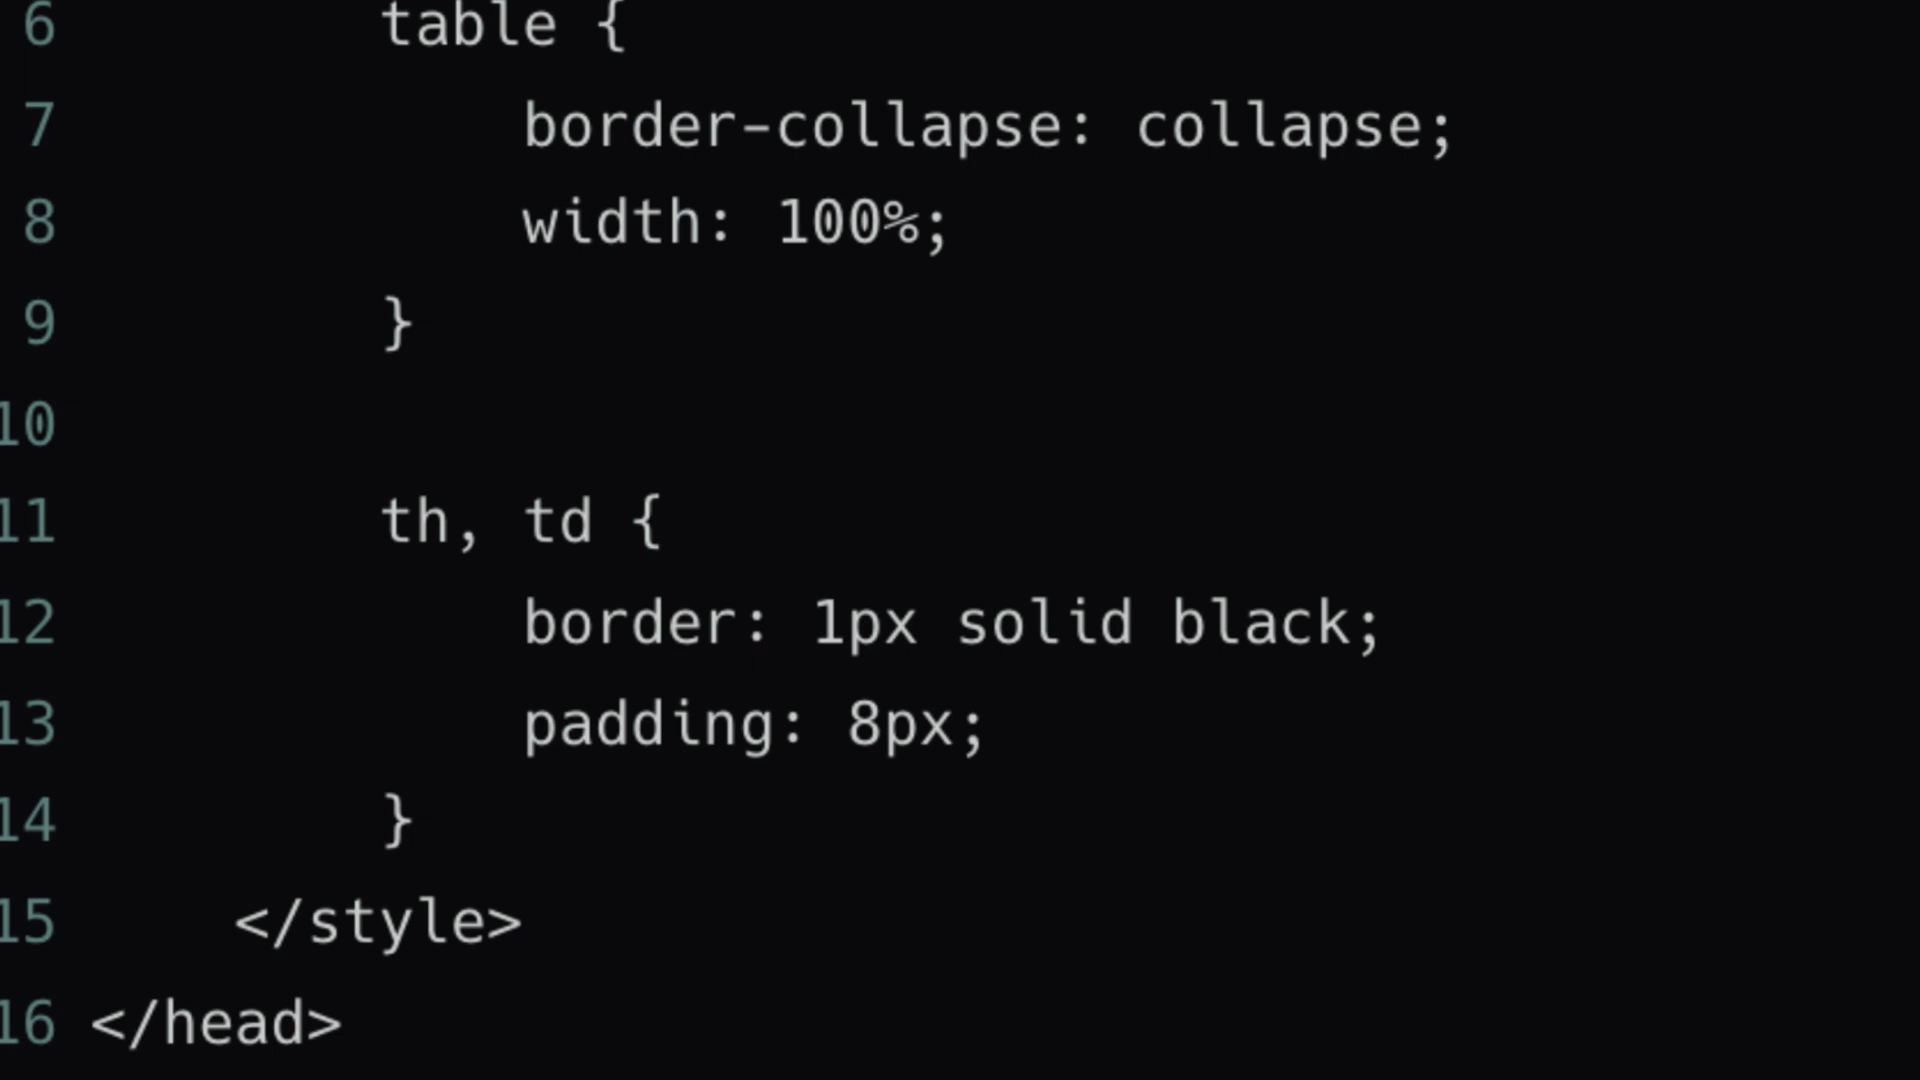 6 table {
7 border-collapse: collapse;
8 width: 100%;
9 }
10
11 th, td {
12 border: 1px solid black;
13 padding: 8px;
14 }
15 </style>
16 </head>